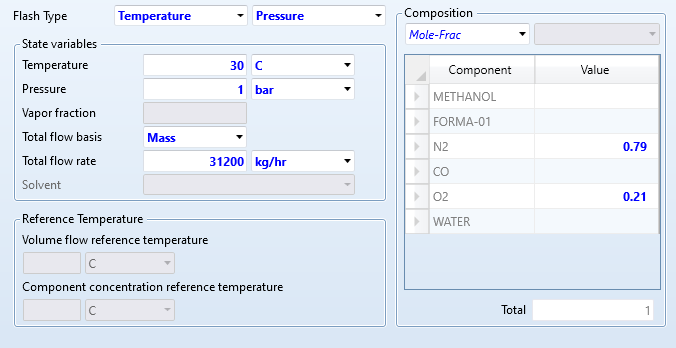 Flash Type Temperature Pressure
State variables
Temperature 30 C
Pressure 1 bar
Vapor fraction
Total flow basis Mass
Total flow rate 31200 kg/hr
Solvent
Reference Temperature
Volume flow reference temperature
C
Component concentration reference temperature
C
Composition
Mole-Frac
Component Value
METHANOL
FORMA-01
N2 0.79
CO
O2 0.21
WATER
Total 1